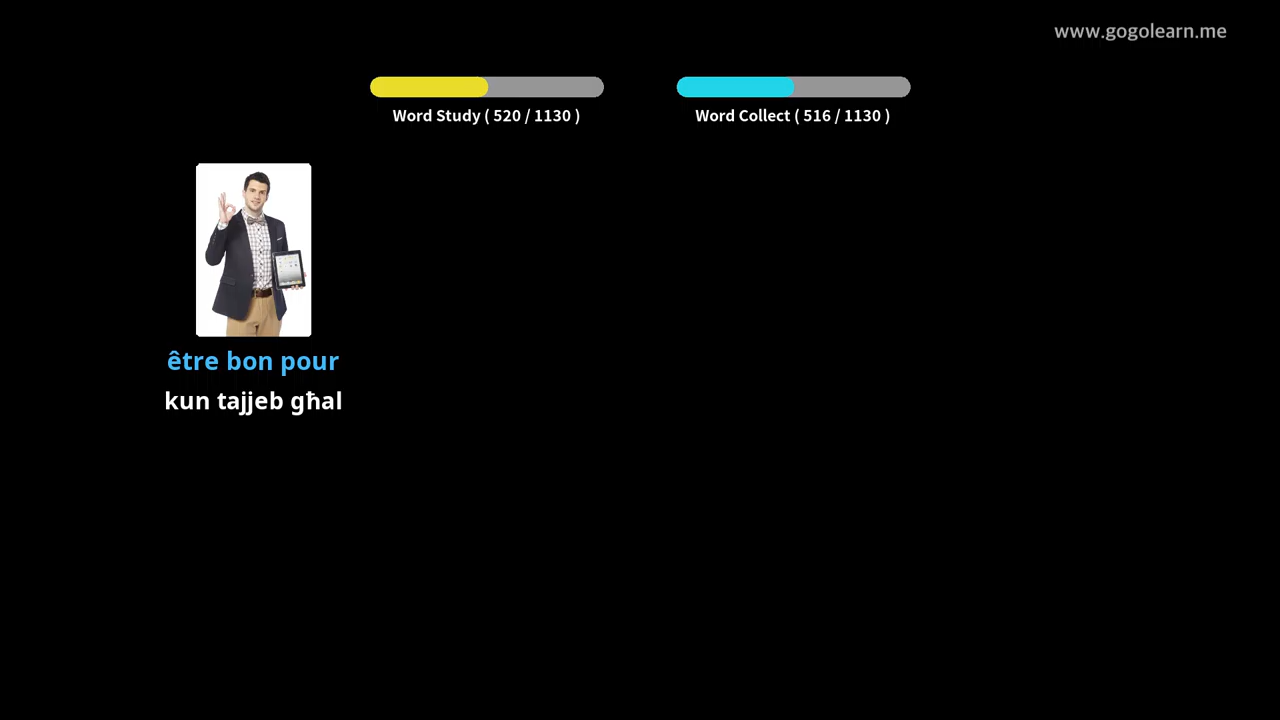 www.gogolearn.me
Word Study ( 520 / 1130 )
Word Collect ( 516 / 1130 )
être bon pour
kun tajjeb għal